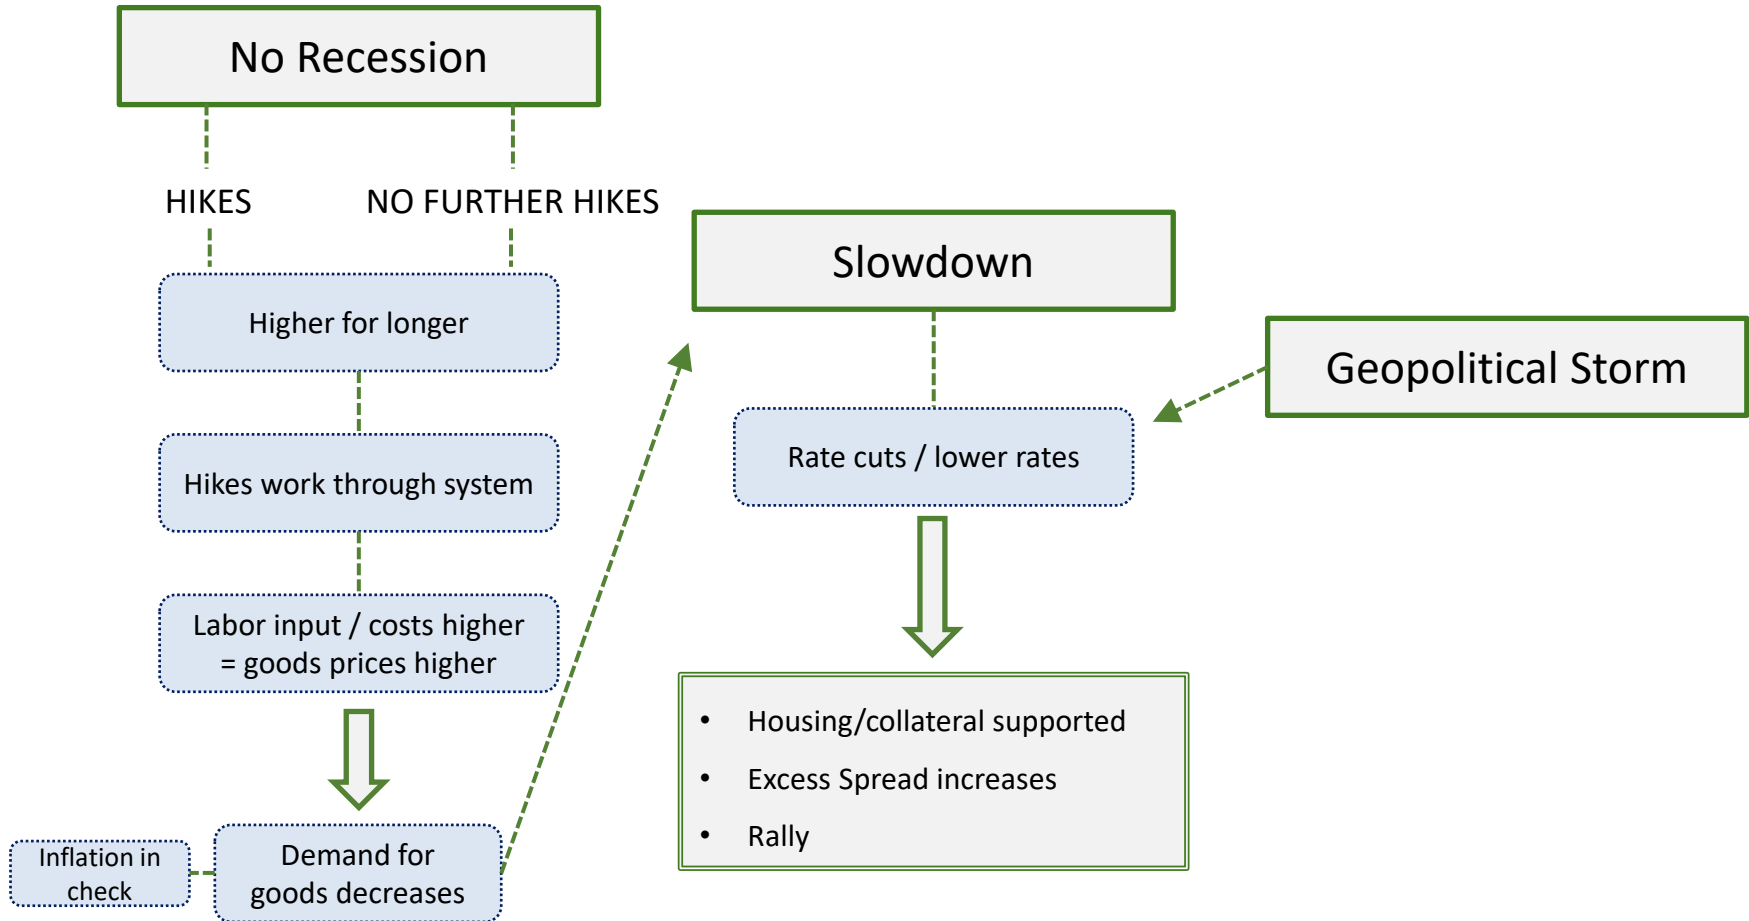 No Recession
HIKES
NO FURTHER HIKES
Higher for longer
Hikes work through system
Labor input / costs higher
= goods prices higher
Inflation in
check
Demand for
goods decreases
Slowdown
Geopolitical Storm
Rate cuts / lower rates
• Housing/collateral supported
• Excess Spread increases
• Rally